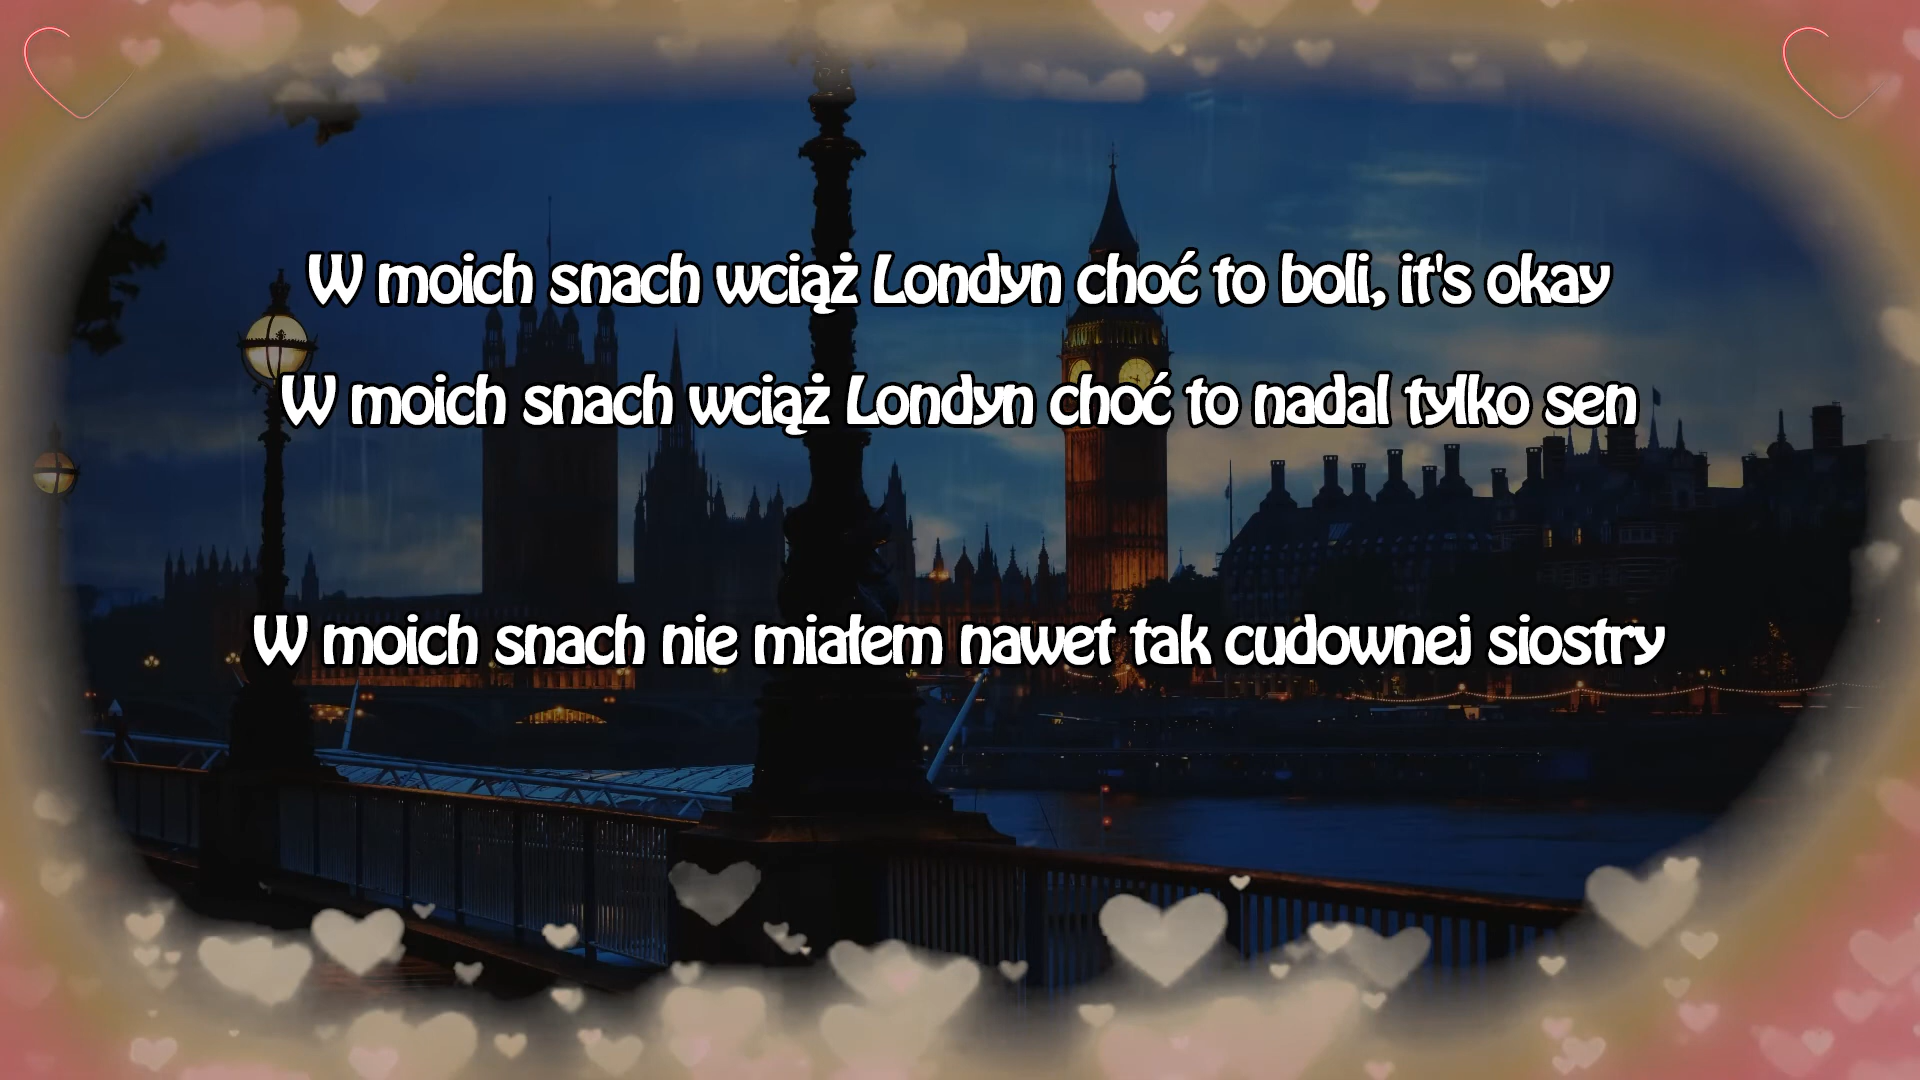 W moich snach wciąż Londyn choć to boli, it's okay
W moich snach wciąż Londyn choć to nadal tylko sen
W moich snach nie miałem nawet tak cudownej siostry